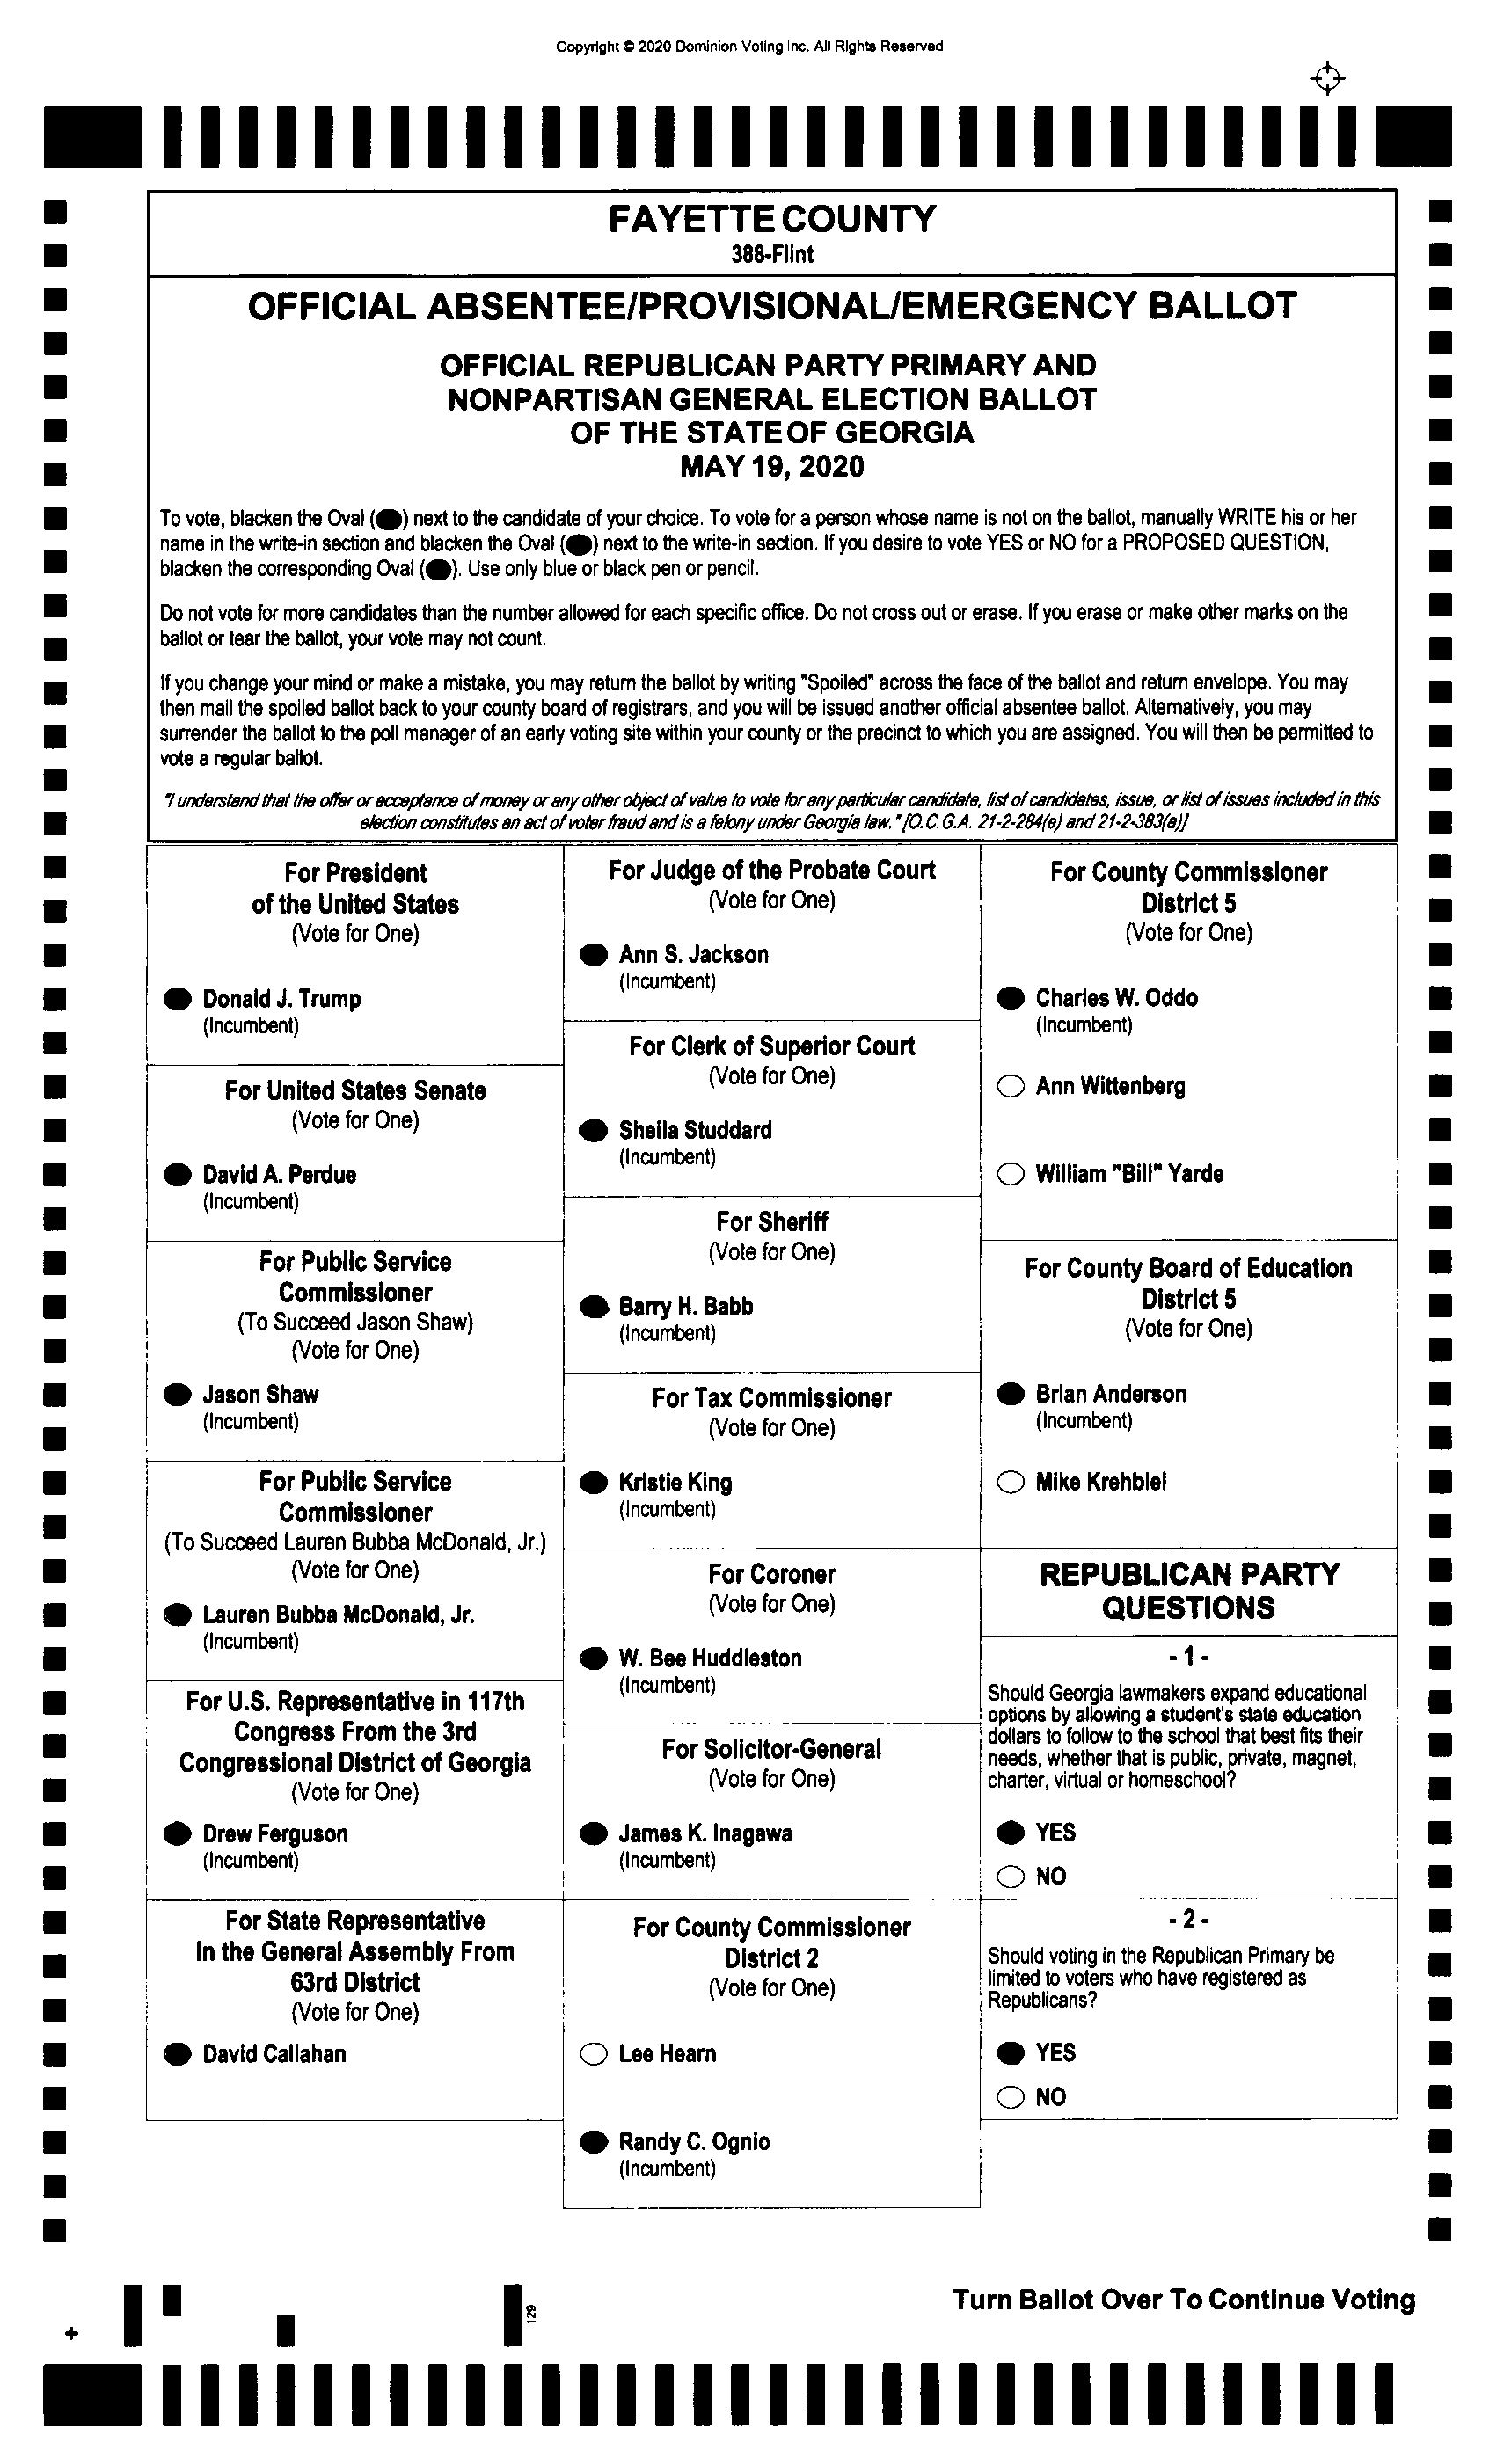 Copyright © 2020 Dominion Voting Inc. All Rights Reserved
FAYETTE COUNTY
388-Flint
OFFICIAL ABSENTEE/PROVISIONAL/EMERGENCY BALLOT
OFFICIAL REPUBLICAN PARTY PRIMARY AND
NONPARTISAN GENERAL ELECTION BALLOT
OF THE STATE OF GEORGIA
MAY 19, 2020
To vote, blacken the Oval ( ) next to the candidate of your choice. To vote for a person whose name is not on the ballot, manually WRITE his or her
name in the write-in section and blacken the Oval ( ) next to the write-in section. If you desire to vote YES or NO for a PROPOSED QUESTION,
blacken the corresponding Oval ( ). Use only blue or black pen or pencil.
Do not vote for more candidates than the number allowed for each specific office. Do not cross out or erase. If you erase or make other marks on the
ballot or tear the ballot, your vote may not count.
If you change your mind or make a mistake, you may return the ballot by writing "Spoiled" across the face of the ballot and return envelope. You may
then mail the spoiled ballot back to your county board of registrars, and you will be issued another official absentee ballot. Alternatively, you may
surrender the ballot to the poll manager of an early voting site within your county or the precinct to which you are assigned. You will then be permitted to
vote a regular ballot.
"I understand that the offer or acceptance of money or any other object of value to vote for any particular candidate, list of candidates, issue, or list of issues included in this
election constitutes an act of voter fraud and is a felony under Georgia law." [O.C.G.A. 21-2-284(e) and 21-2-383(a)]
For President
of the United States
(Vote for One)
Donald J. Trump
(Incumbent)
For United States Senate
(Vote for One)
David A. Perdue
(Incumbent)
For Public Service
Commissioner
(To Succeed Jason Shaw)
(Vote for One)
Jason Shaw
(Incumbent)
For Public Service
Commissioner
(To Succeed Lauren Bubba McDonald, Jr.)
(Vote for One)
Lauren Bubba McDonald, Jr.
(Incumbent)
For U.S. Representative in 117th
Congress From the 3rd
Congressional District of Georgia
(Vote for One)
Drew Ferguson
(Incumbent)
For State Representative
In the General Assembly From
63rd District
(Vote for One)
David Callahan
For Judge of the Probate Court
(Vote for One)
Ann S. Jackson
(Incumbent)
For Clerk of Superior Court
(Vote for One)
Sheila Studdard
(Incumbent)
For Sheriff
(Vote for One)
Barry H. Babb
(Incumbent)
For Tax Commissioner
(Vote for One)
Kristie King
(Incumbent)
For Coroner
(Vote for One)
W. Bee Huddleston
(Incumbent)
For Solicitor-General
(Vote for One)
James K. Inagawa
(Incumbent)
For County Commissioner
District 2
(Vote for One)
Lee Hearn
Randy C. Ognio
(Incumbent)
For County Commissioner
District 5
(Vote for One)
Charles W. Oddo
(Incumbent)
Ann Wittenberg
William "Bill" Yarde
For County Board of Education
District 5
(Vote for One)
Brian Anderson
(Incumbent)
Mike Krehbiel
REPUBLICAN PARTY
QUESTIONS
- 1 -
Should Georgia lawmakers expand educational
options by allowing a student's state education
dollars to follow to the school that best fits their
needs, whether that is public, private, magnet,
charter, virtual or homeschool?
YES
NO
- 2 -
Should voting in the Republican Primary be
limited to voters who have registered as
Republicans?
YES
NO
Turn Ballot Over To Continue Voting
129